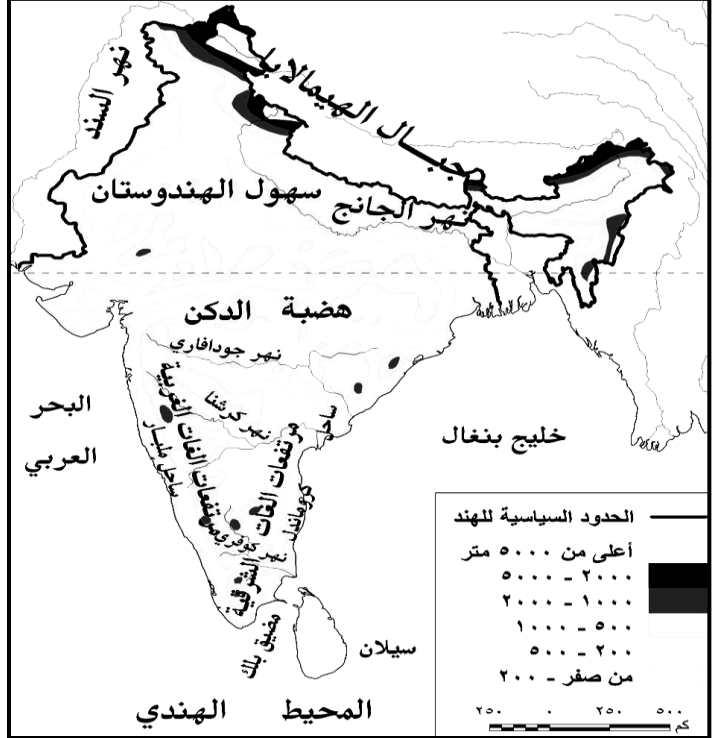 جبال الهيمالايا
نهر السند
سهول الهندوستان
نهر الجانج
هضبة الدكن
نهر جودافاري
البحر
العربي
مرتفعات الغات الغربية
نهر كرشنا
ساحل مليبار
مرتفعات الغات الشرقية
ساحل كروماندل
خليج بنغال
نهر كوفري
مضيق بلك
سيلان
المحيط الهندي
الحدود السياسية للهند
أعلى من ٥٠٠٠ متر
٢٠٠٠ - ٥٠٠٠
١٠٠٠ - ٢٠٠٠
٥٠٠ - ١٠٠٠
٢٠٠ - ٥٠٠
من صفر - ٢٠٠
٢٥٠ ٠ ٢٥٠ ٥٠٠
كم